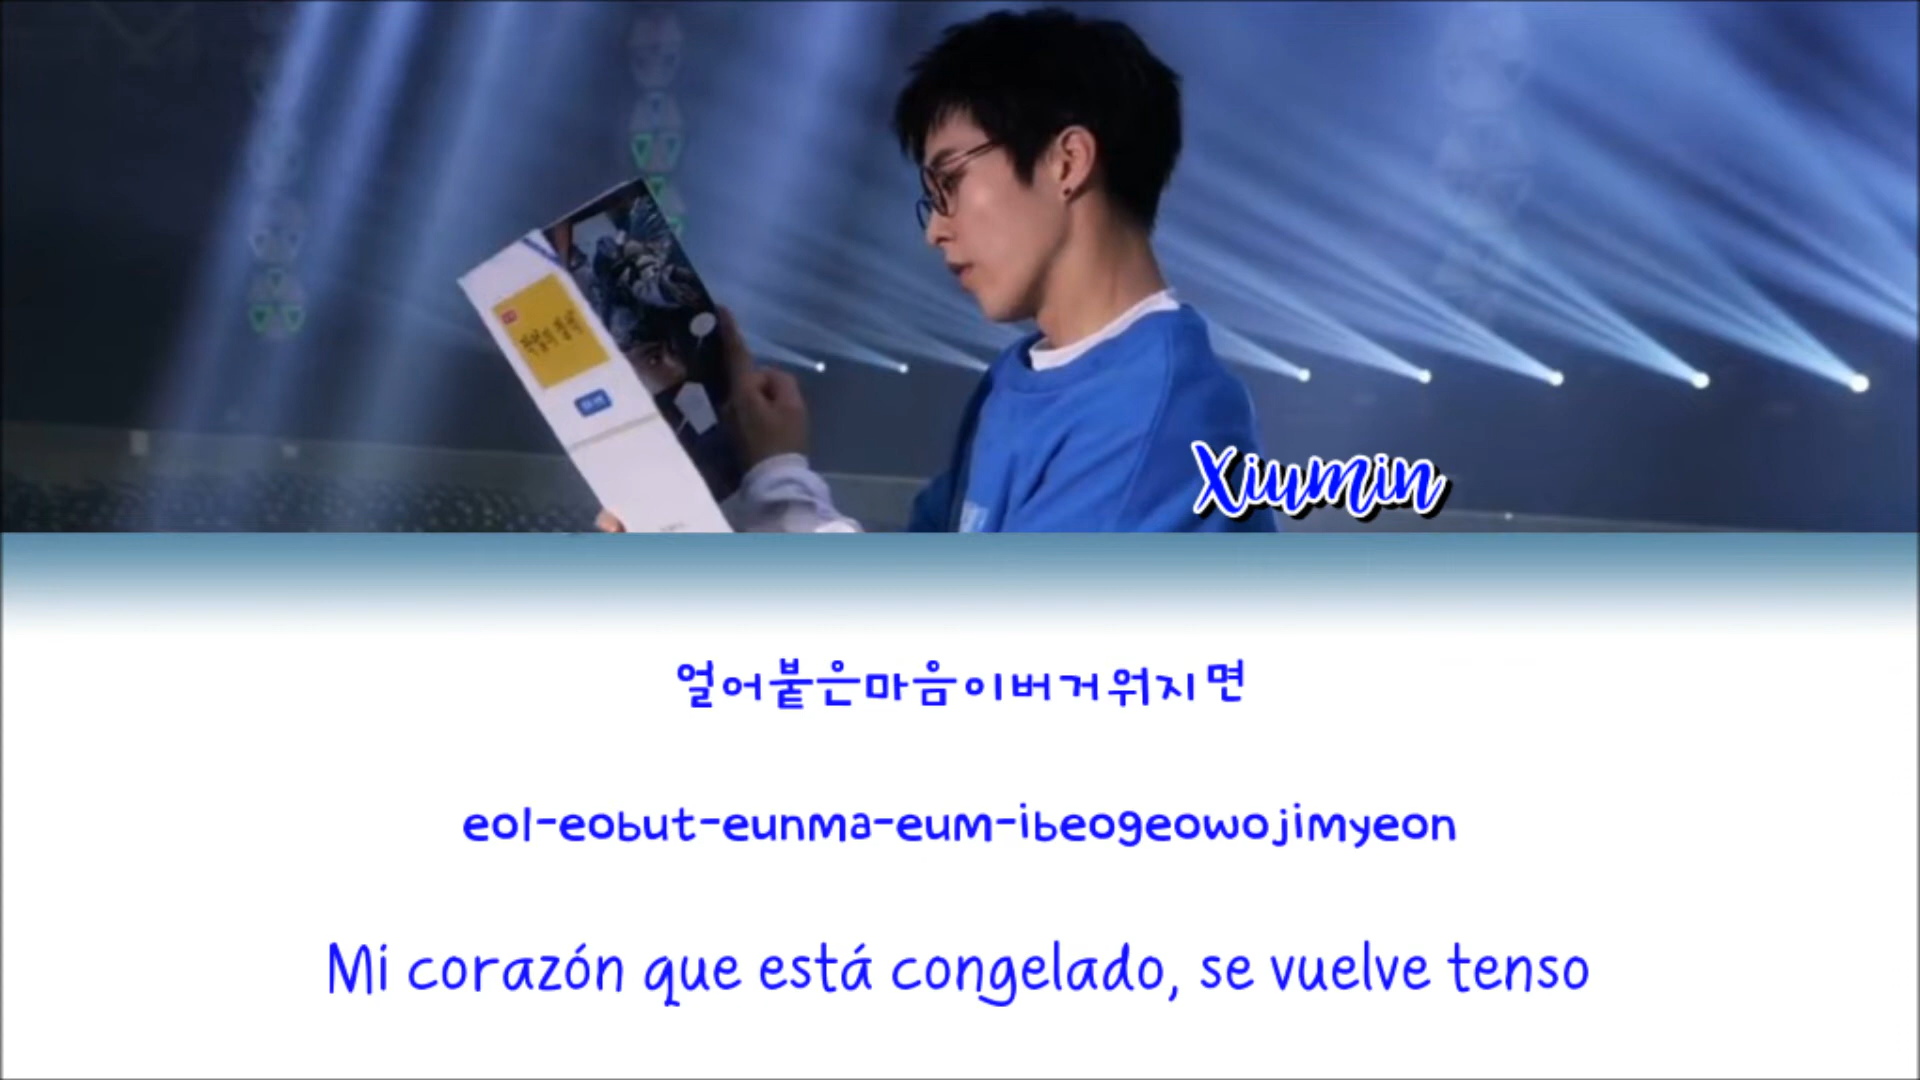 Xiumin
얼어붙은마음이버거워지면
eol-eobut-eunma-eum-ibeogeowojimyeon
Mi corazón que está congelado, se vuelve tenso